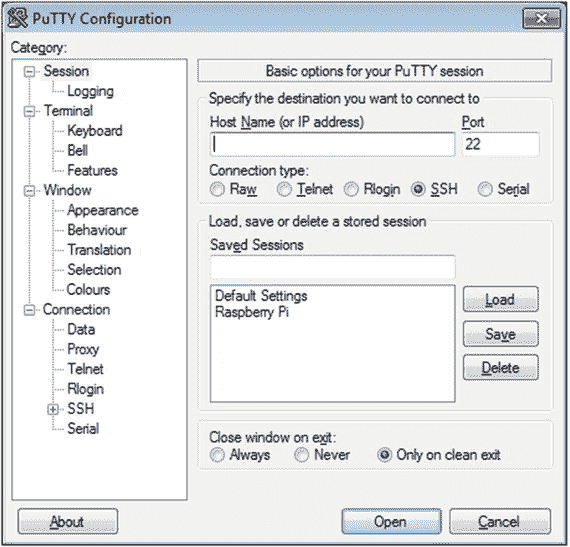 PuTTY Configuration
Category:
Session
Logging
Terminal
Keyboard
Bell
Features
Window
Appearance
Behaviour
Translation
Selection
Colours
Connection
Data
Proxy
Telnet
Rlogin
SSH
Serial
Basic options for your PuTTY session
Specify the destination you want to connect to
Host Name (or IP address) Port
22
Connection type:
Raw Telnet Rlogin SSH Serial
Load, save or delete a stored session
Saved Sessions
Default Settings
Raspberry Pi
Load
Save
Delete
Close window on exit:
Always Never Only on clean exit
About Open Cancel